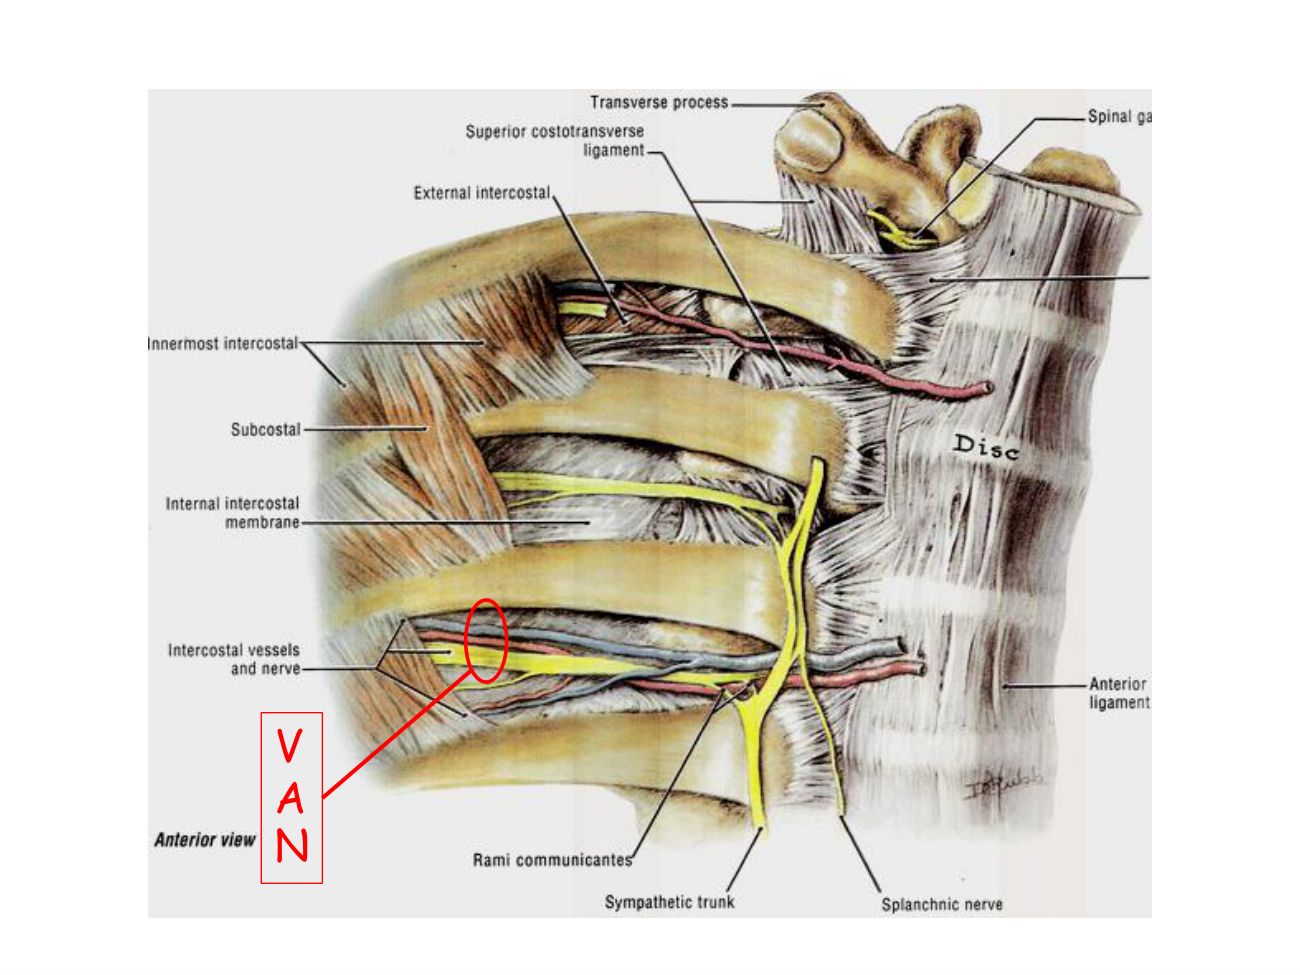 Transverse process
Spinal ga
Superior costotransverse
ligament
External intercostal
Innermost intercostal
Disc
Subcostal
Internal intercostal
membrane
Intercostal vessels
and nerve
Anterior
ligament
V
A
N
Anterior view
Rami communicantes
Sympathetic trunk
Splanchnic nerve